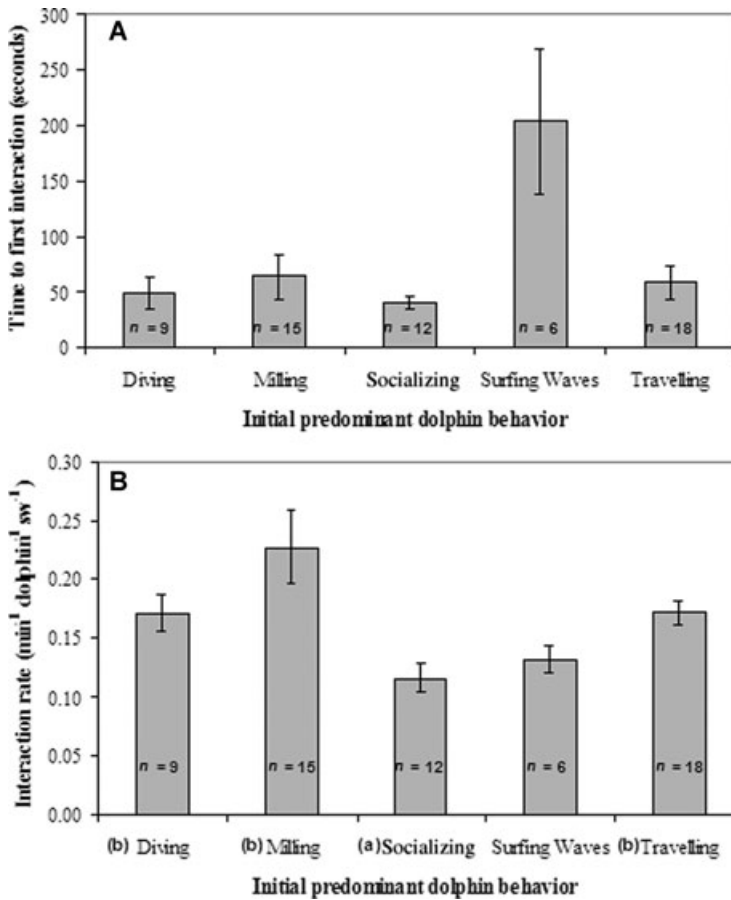 A
Time to first interaction (seconds)
300
250
200
150
100
50
0
n = 9
n = 15
n = 12
n = 6
n = 18
Diving
Milling
Socializing
Surfing Waves
Travelling
Initial predominant dolphin behavior
B
Interaction rate (min⁻¹ dolphin⁻¹ sw⁻¹)
0.30
0.25
0.20
0.15
0.10
0.05
0.00
n = 9
n = 15
n = 12
n = 6
n = 18
(b) Diving
(b) Milling
(a) Socializing
Surfing Waves
(b) Travelling
Initial predominant dolphin behavior